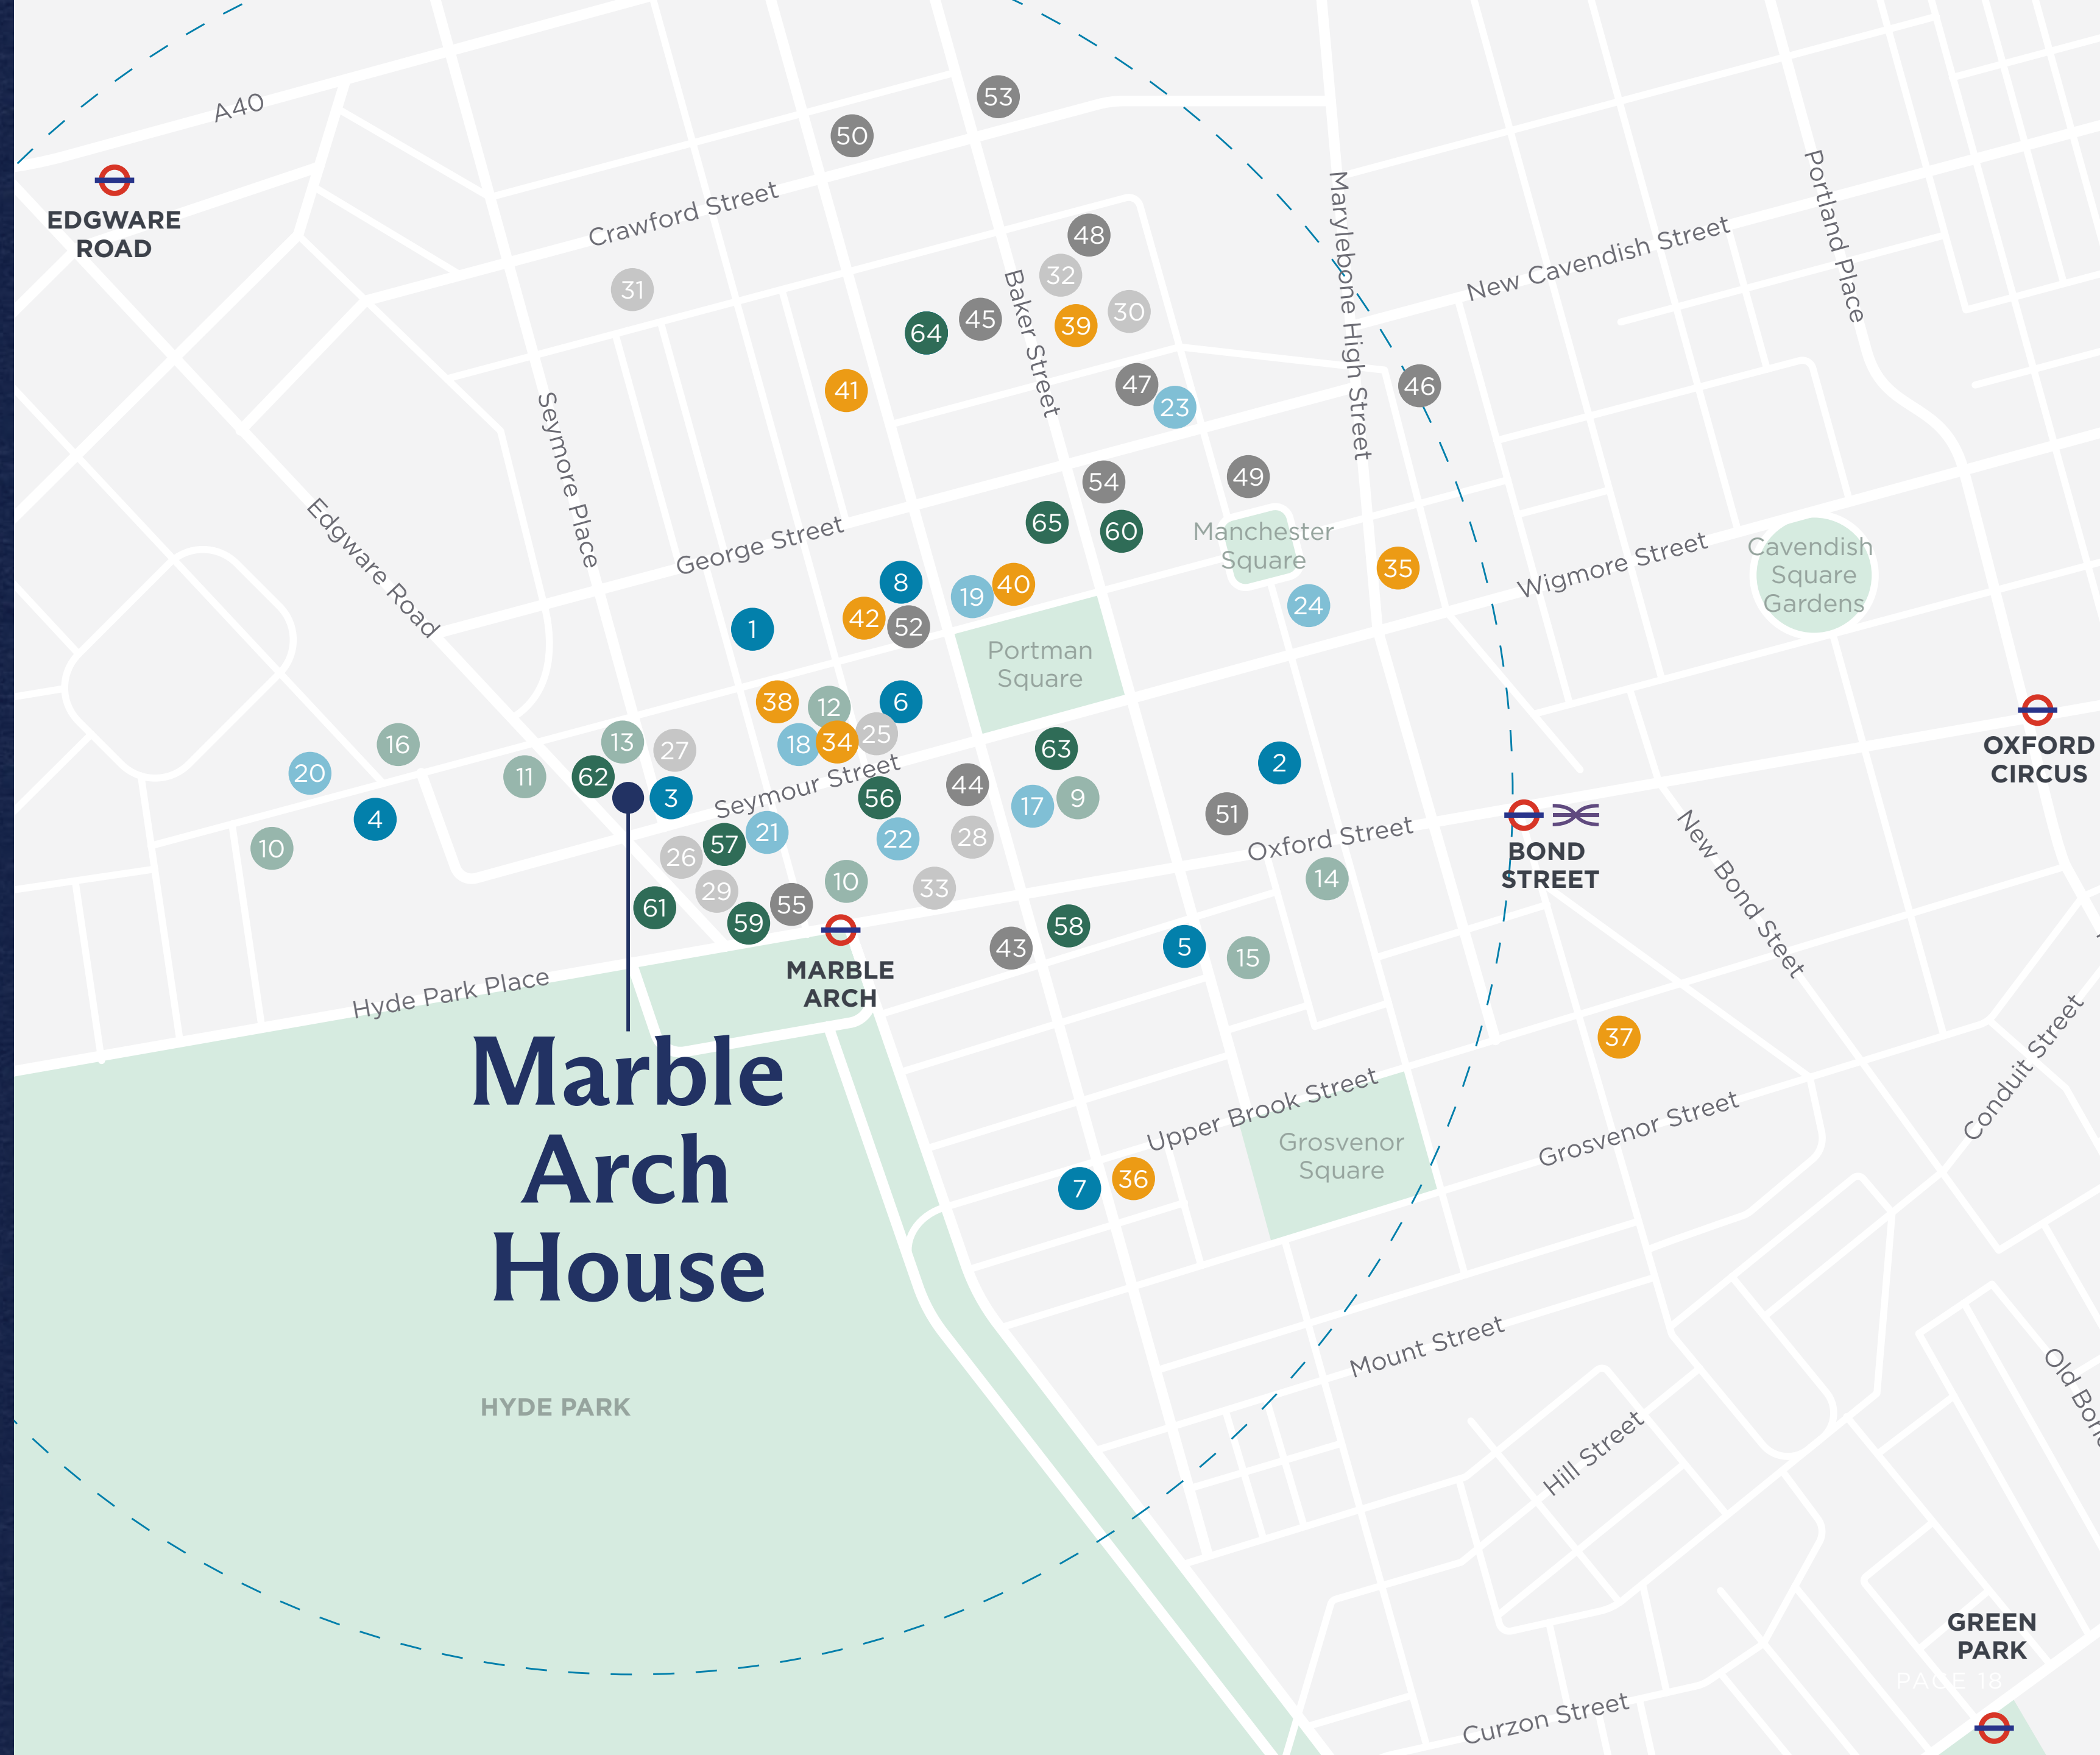 A40
53
50
EDGWARE
ROAD
Crawford Street
Marylebone High Street
Portland Place
New Cavendish Street
48
32
31
30
Baker Street
39
45
64
47
46
41
23
Seymore Place
54
49
Edgware Road
65
60
George Street
Manchester
Square
Wigmore Street
Cavendish
Square
Gardens
35
8
40
19
24
42
52
1
Portman
Square
38
12
6
25
34
18
16
13
27
63
2
OXFORD
CIRCUS
20
11
62
3
Seymour Street
56
44
17
9
51
4
10
57
21
22
28
26
Oxford Street
BOND
STREET
New Bond Steet
14
10
29
33
55
61
59
58
43
5
15
MARBLE
ARCH
Hyde Park Place
37
Conduit Street
Marble
Arch
House
Upper Brook Street
Grosvenor
Square
Grosvenor Street
7
36
Mount Street
HYDE PARK
Hill Street
Old Bon
GREEN
PARK
PAGE 18
Curzon Street